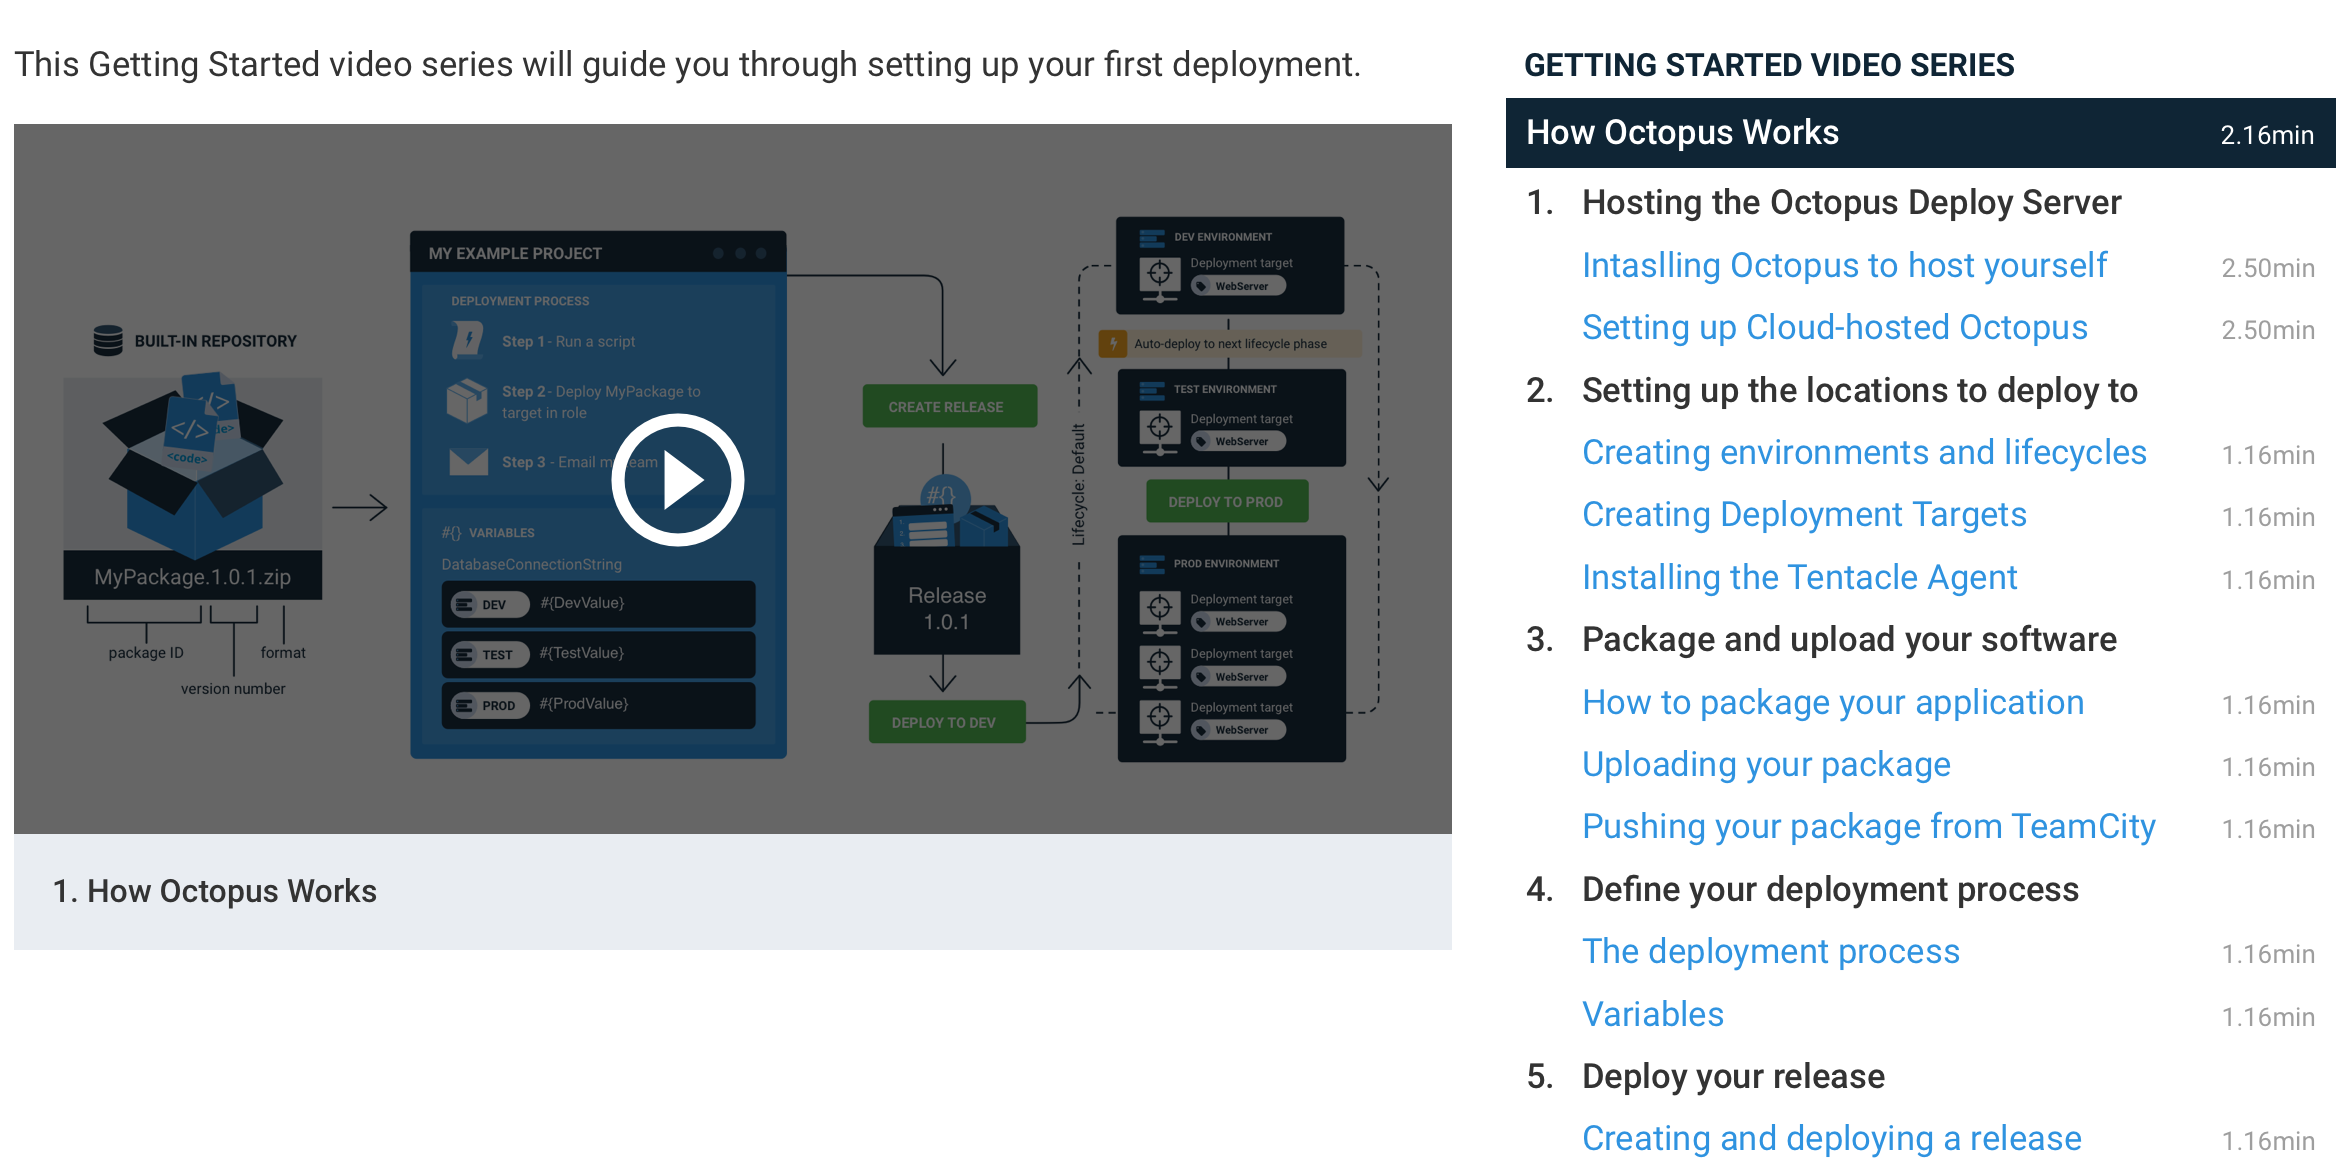 This Getting Started video series will guide you through setting up your first deployment.
BUILT-IN REPOSITORY
</>
</>
<code>
MyPackage.1.0.1.zip
package ID
format
version number
MY EXAMPLE PROJECT
DEPLOYMENT PROCESS
Step 1 - Run a script
Step 2 - Deploy MyPackage to
target in role
Step 3 - Email
#{} VARIABLES
DatabaseConnectionString
DEV #{DevValue}
TEST #{TestValue}
PROD #{ProdValue}
CREATE RELEASE
#{}
Release
1.0.1
DEPLOY TO DEV
Lifecycle: Default
DEV ENVIRONMENT
Deployment target
WebServer
Auto-deploy to next lifecycle phase
TEST ENVIRONMENT
Deployment target
WebServer
DEPLOY TO PROD
PROD ENVIRONMENT
Deployment target
WebServer
Deployment target
WebServer
Deployment target
WebServer
1. How Octopus Works
GETTING STARTED VIDEO SERIES
How Octopus Works 2.16min
1. Hosting the Octopus Deploy Server
Intaslling Octopus to host yourself 2.50min
Setting up Cloud-hosted Octopus 2.50min
2. Setting up the locations to deploy to
Creating environments and lifecycles 1.16min
Creating Deployment Targets 1.16min
Installing the Tentacle Agent 1.16min
3. Package and upload your software
How to package your application 1.16min
Uploading your package 1.16min
Pushing your package from TeamCity 1.16min
4. Define your deployment process
The deployment process 1.16min
Variables 1.16min
5. Deploy your release
Creating and deploying a release 1.16min